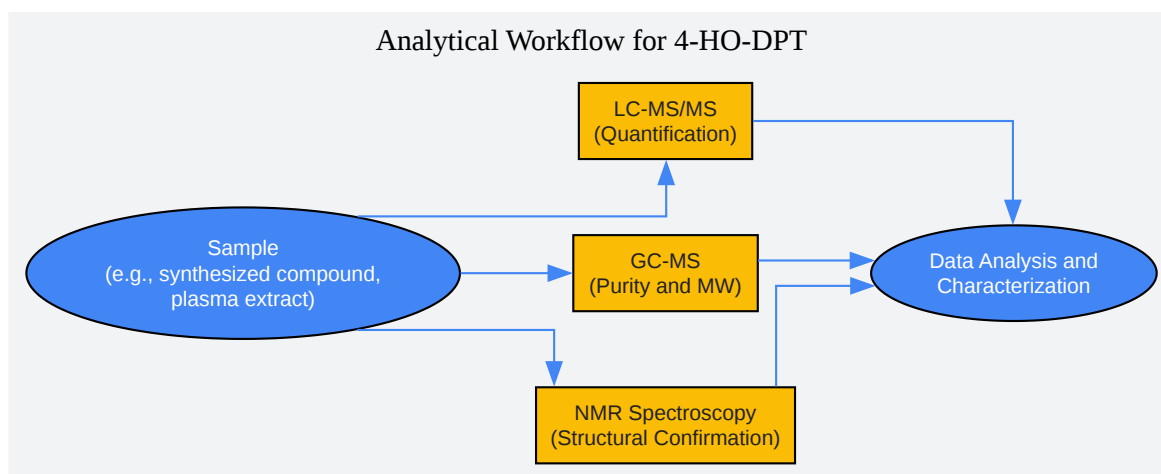 Analytical Workflow for 4-HO-DPT
LC-MS/MS
(Quantification)
Sample
(e.g., synthesized compound,
plasma extract)
GC-MS
(Purity and MW)
Data Analysis and
Characterization
NMR Spectroscopy
(Structural Confirmation)